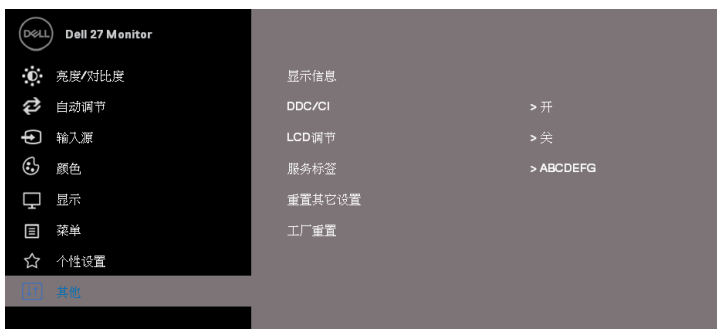 DELL Dell 27 Monitor
亮度/对比度 显示信息
自动调节 DDC/CI > 开
输入源 LCD调节 > 关
颜色 服务标签 > ABCDEFG
显示 重置其它设置
菜单 工厂重置
个性设置
其他